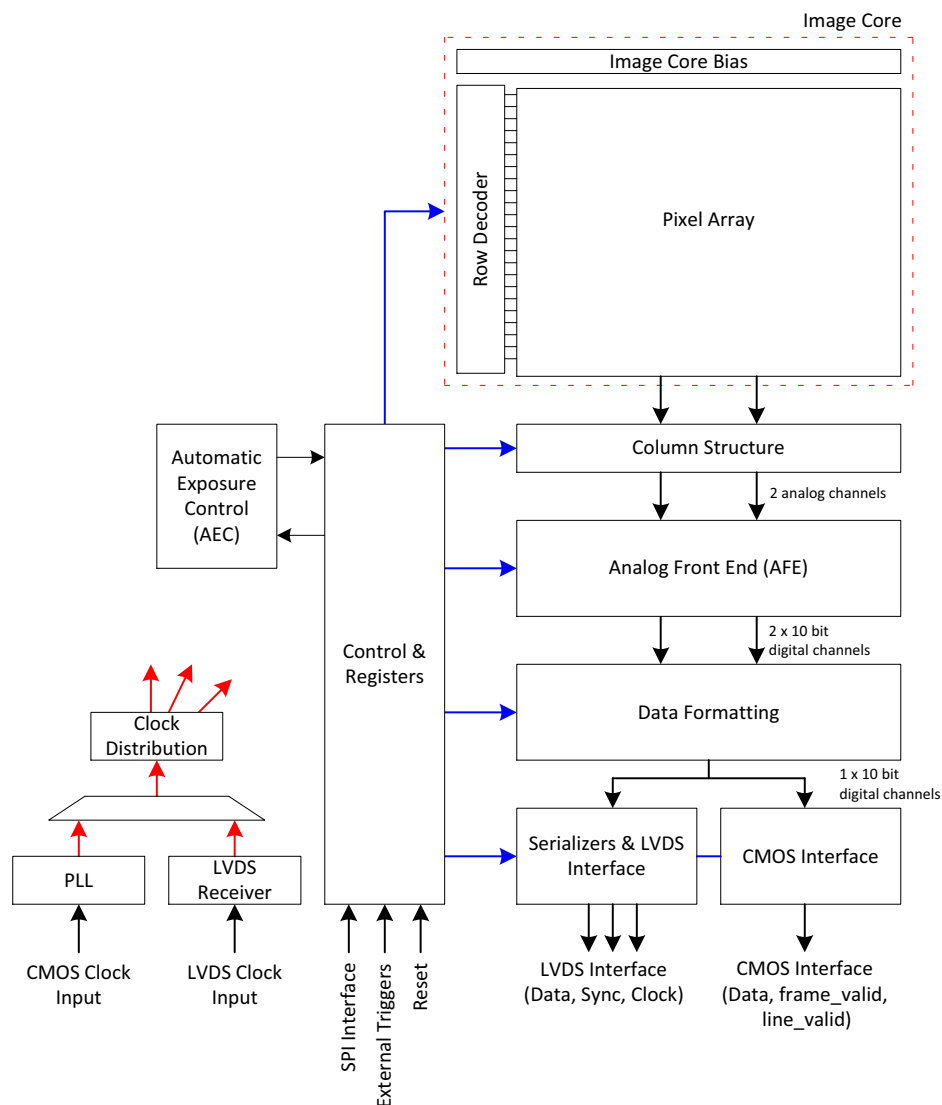 Image Core
Image Core Bias
Row Decoder
Pixel Array
Automatic
Exposure
Control
(AEC)
Column Structure
2 analog channels
Analog Front End (AFE)
2 x 10 bit
digital channels
Control &
Registers
Data Formatting
Clock
Distribution
1 x 10 bit
digital channels
PLL
LVDS
Receiver
Serializers & LVDS
Interface
CMOS Interface
CMOS Clock
Input
LVDS Clock
Input
SPI Interface
External Triggers
Reset
LVDS Interface
(Data, Sync, Clock)
CMOS Interface
(Data, frame_valid,
line_valid)